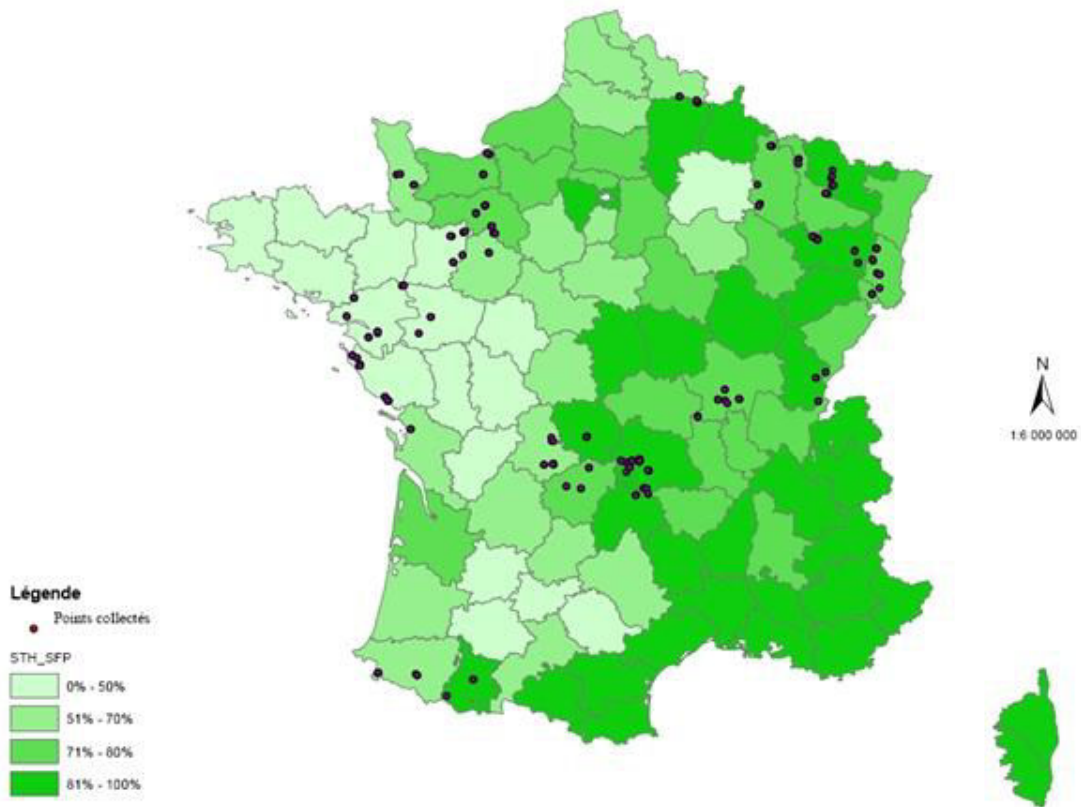 N
1:6 000 000
Légende
Points collectés
STH_SFP
0% - 50%
51% - 70%
71% - 80%
81% - 100%